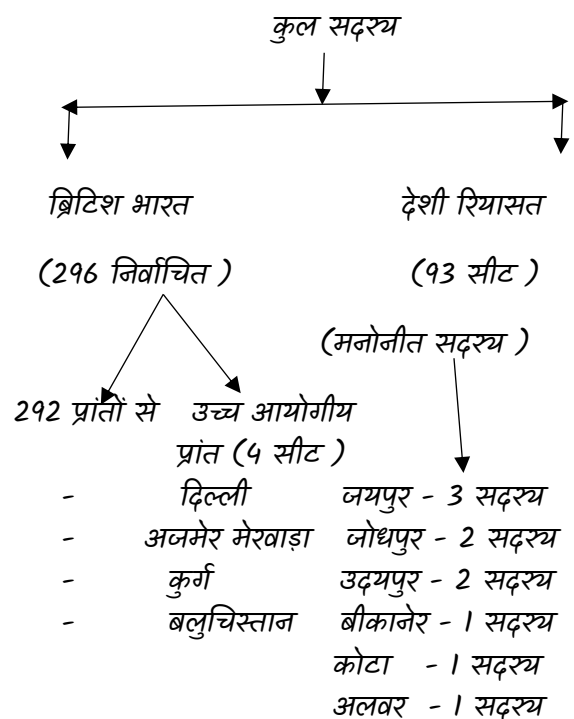 कुल सदस्य
ब्रिटिश भारत
(296 निर्वाचित )
292 प्रांतों से
उच्च आयोगीय
प्रांत (4 सीट )
- दिल्ली
- अजमेर मेरवाड़ा
- कुर्ग
- बलुचिस्तान
देशी रियासत
(93 सीट )
(मनोनीत सदस्य )
जयपुर - 3 सदस्य
जोधपुर - 2 सदस्य
उदयपुर - 2 सदस्य
बीकानेर - 1 सदस्य
कोटा - 1 सदस्य
अलवर - 1 सदस्य